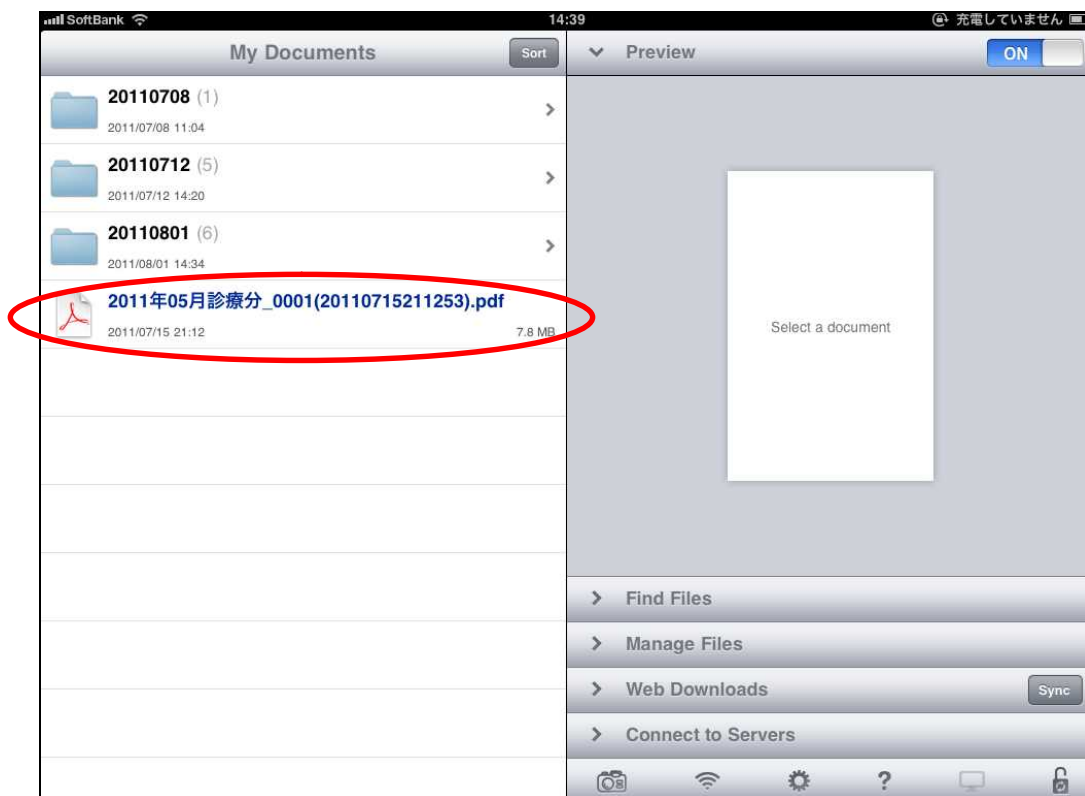 SoftBank 14:39 充電していません
My Documents Sort
20110708 (1)
2011/07/08 11:04
20110712 (5)
2011/07/12 14:20
20110801 (6)
2011/08/01 14:34
2011年05月診療分_0001(20110715211253).pdf
2011/07/15 21:12 7.8 MB
Preview ON
Select a document
Find Files
Manage Files
Web Downloads Sync
Connect to Servers
?